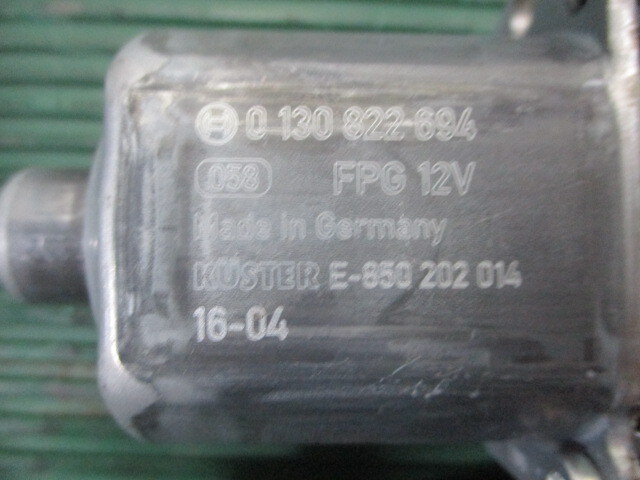 0 130 822 694
058 FPG 12V
Made in Germany
KÜSTER E-850 202 014
16-04